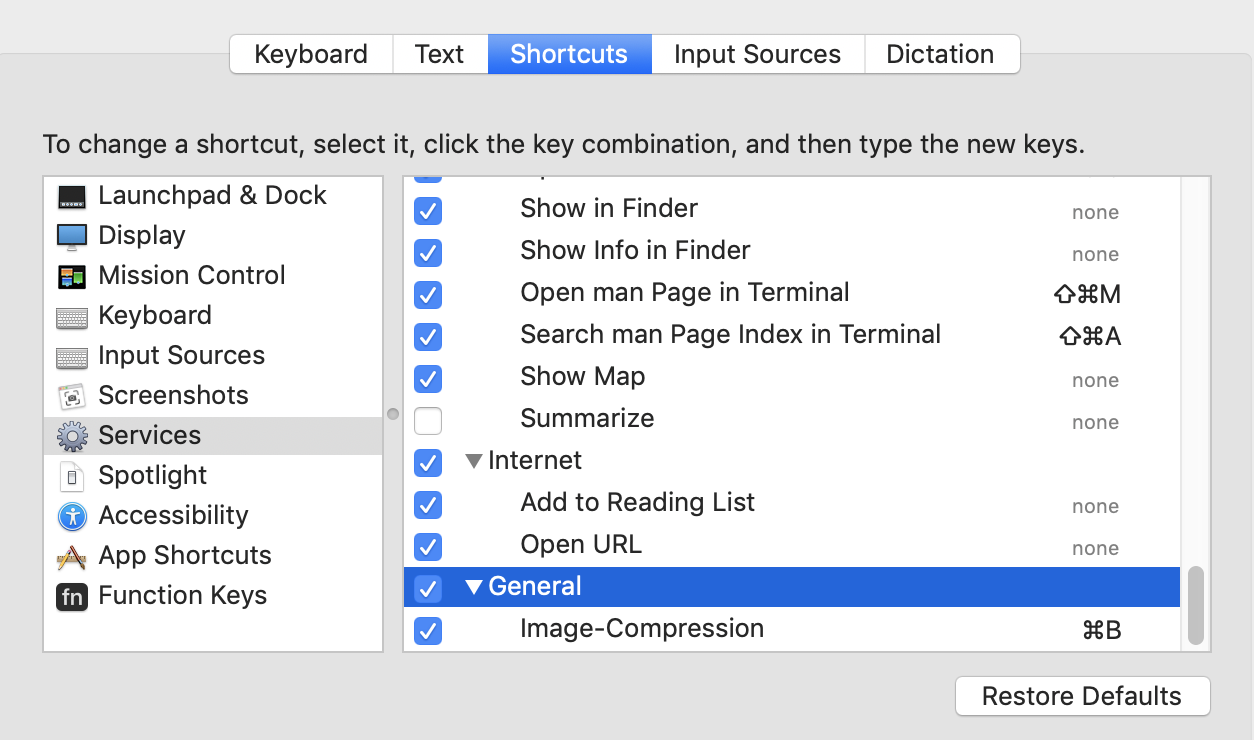 Keyboard Text Shortcuts Input Sources Dictation
To change a shortcut, select it, click the key combination, and then type the new keys.
Launchpad & Dock
Display
Mission Control
Keyboard
Input Sources
Screenshots
Services
Spotlight
Accessibility
App Shortcuts
fn Function Keys
Show in Finder none
Show Info in Finder none
Open man Page in Terminal ⇧⌘M
Search man Page Index in Terminal ⇧⌘A
Show Map none
Summarize none
Internet
Add to Reading List none
Open URL none
General
Image-Compression ⌘B
Restore Defaults